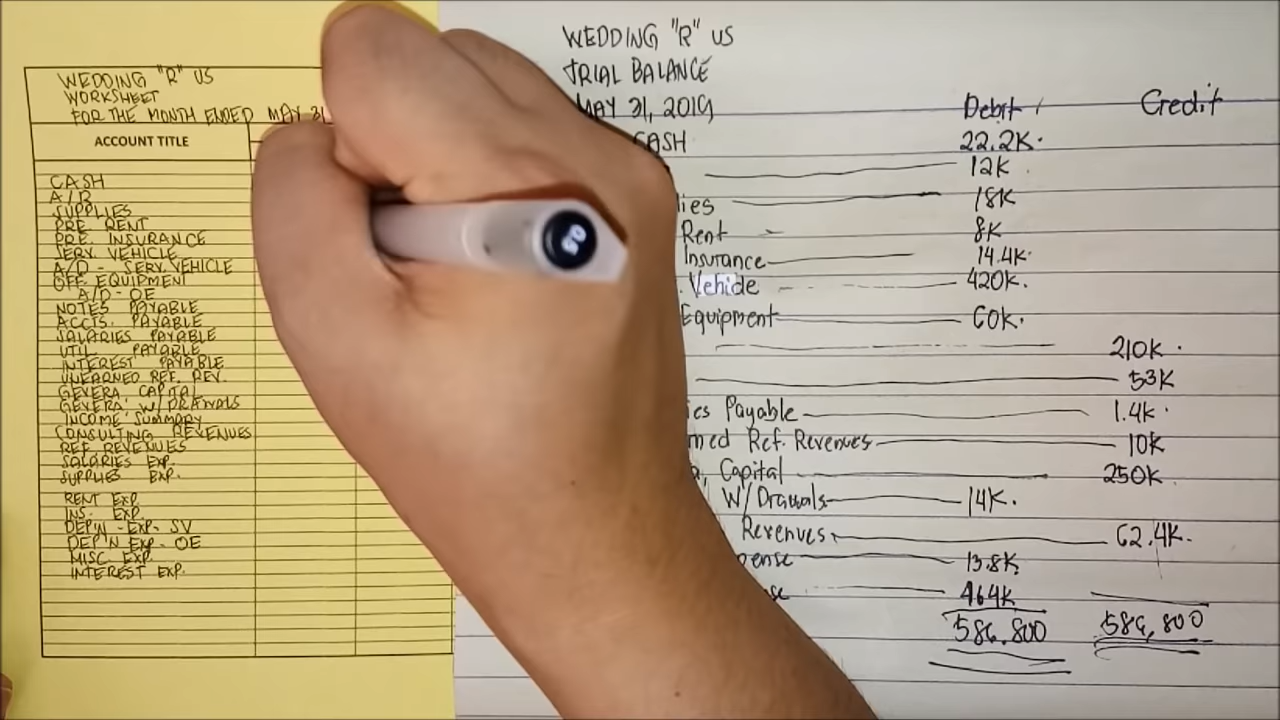 WEDDING "R" US
WORKSHEET
FOR THE MONTH ENDED MAY 31
ACCOUNT TITLE
CASH
A/R
SUPPLIES
PRE RENT
PRE. INSURANCE
SERV. VEHICLE
A/D - SERV. VEHICLE
OFF EQUIPMENT
A/D - OE
NOTES PAYABLE
ACCTS. PAYABLE
SALARIES PAYABLE
UTIL PAYABLE
INTEREST PAYABLE
UNEARNED REF. REV.
GEVERA CAPITAL
GEVERA W/DRAWALS
INCOME SUMMARY
CONSULTING REVENUES
REF REVENUES
SALARIES EXP.
SUPPLIES EXP.
RENT EXP
INS. EXP.
DEP'N - EXP - SV
DEP'N EXP - OE
MISC EXP.
INTEREST EXP.
WEDDING "R" US
TRIAL BALANCE
MAY 31, 2019 Debit Credit
CASH 22.2K
12K
lies 18K
Rent 8K
Insurance 14.4K
Vehicle 420K
Equipment 60K
210K
53K
ies Payable 1.4K
ned Ref. Revenues 10K
Capital 250K
W/Drawals 14K
Revenues 62.4K
pense 13.8K
se 464K
586.800 586,800